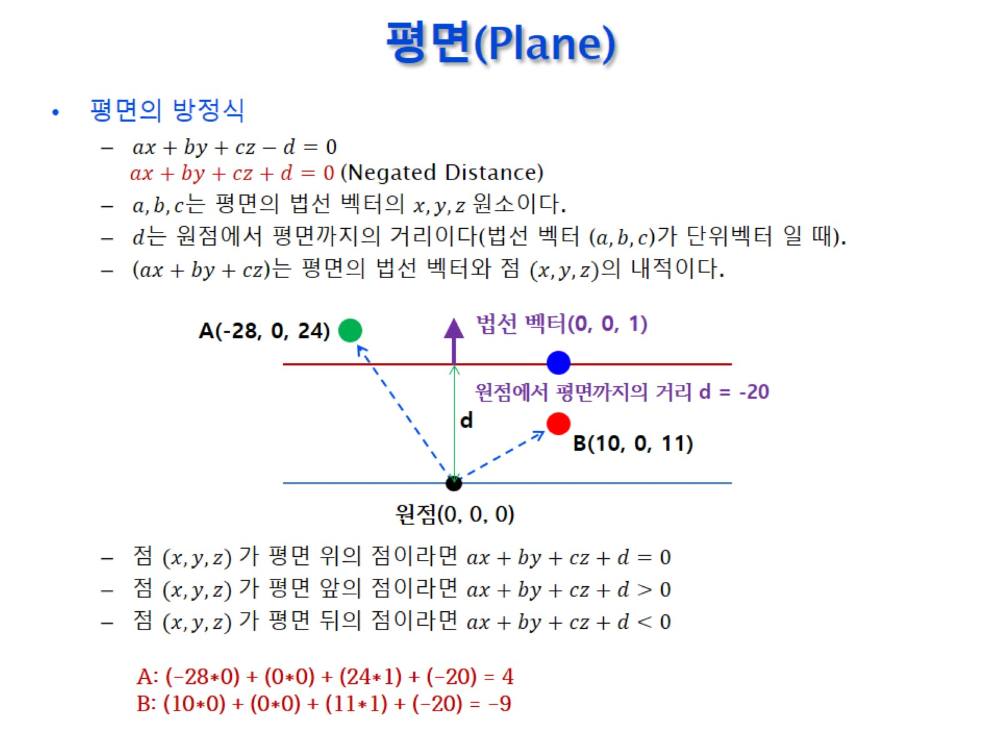 평면(Plane)
• 평면의 방정식
– ax + by + cz − d = 0
ax + by + cz + d = 0 (Negated Distance)
– a, b, c는 평면의 법선 벡터의 x, y, z 원소이다.
– d는 원점에서 평면까지의 거리이다(법선 벡터 (a, b, c)가 단위벡터 일 때).
– (ax + by + cz)는 평면의 법선 벡터와 점 (x, y, z)의 내적이다.
A(-28, 0, 24)
법선 벡터(0, 0, 1)
원점에서 평면까지의 거리 d = -20
d
B(10, 0, 11)
원점(0, 0, 0)
– 점 (x, y, z) 가 평면 위의 점이라면 ax + by + cz + d = 0
– 점 (x, y, z) 가 평면 앞의 점이라면 ax + by + cz + d > 0
– 점 (x, y, z) 가 평면 뒤의 점이라면 ax + by + cz + d < 0
A: (-28*0) + (0*0) + (24*1) + (-20) = 4
B: (10*0) + (0*0) + (11*1) + (-20) = -9